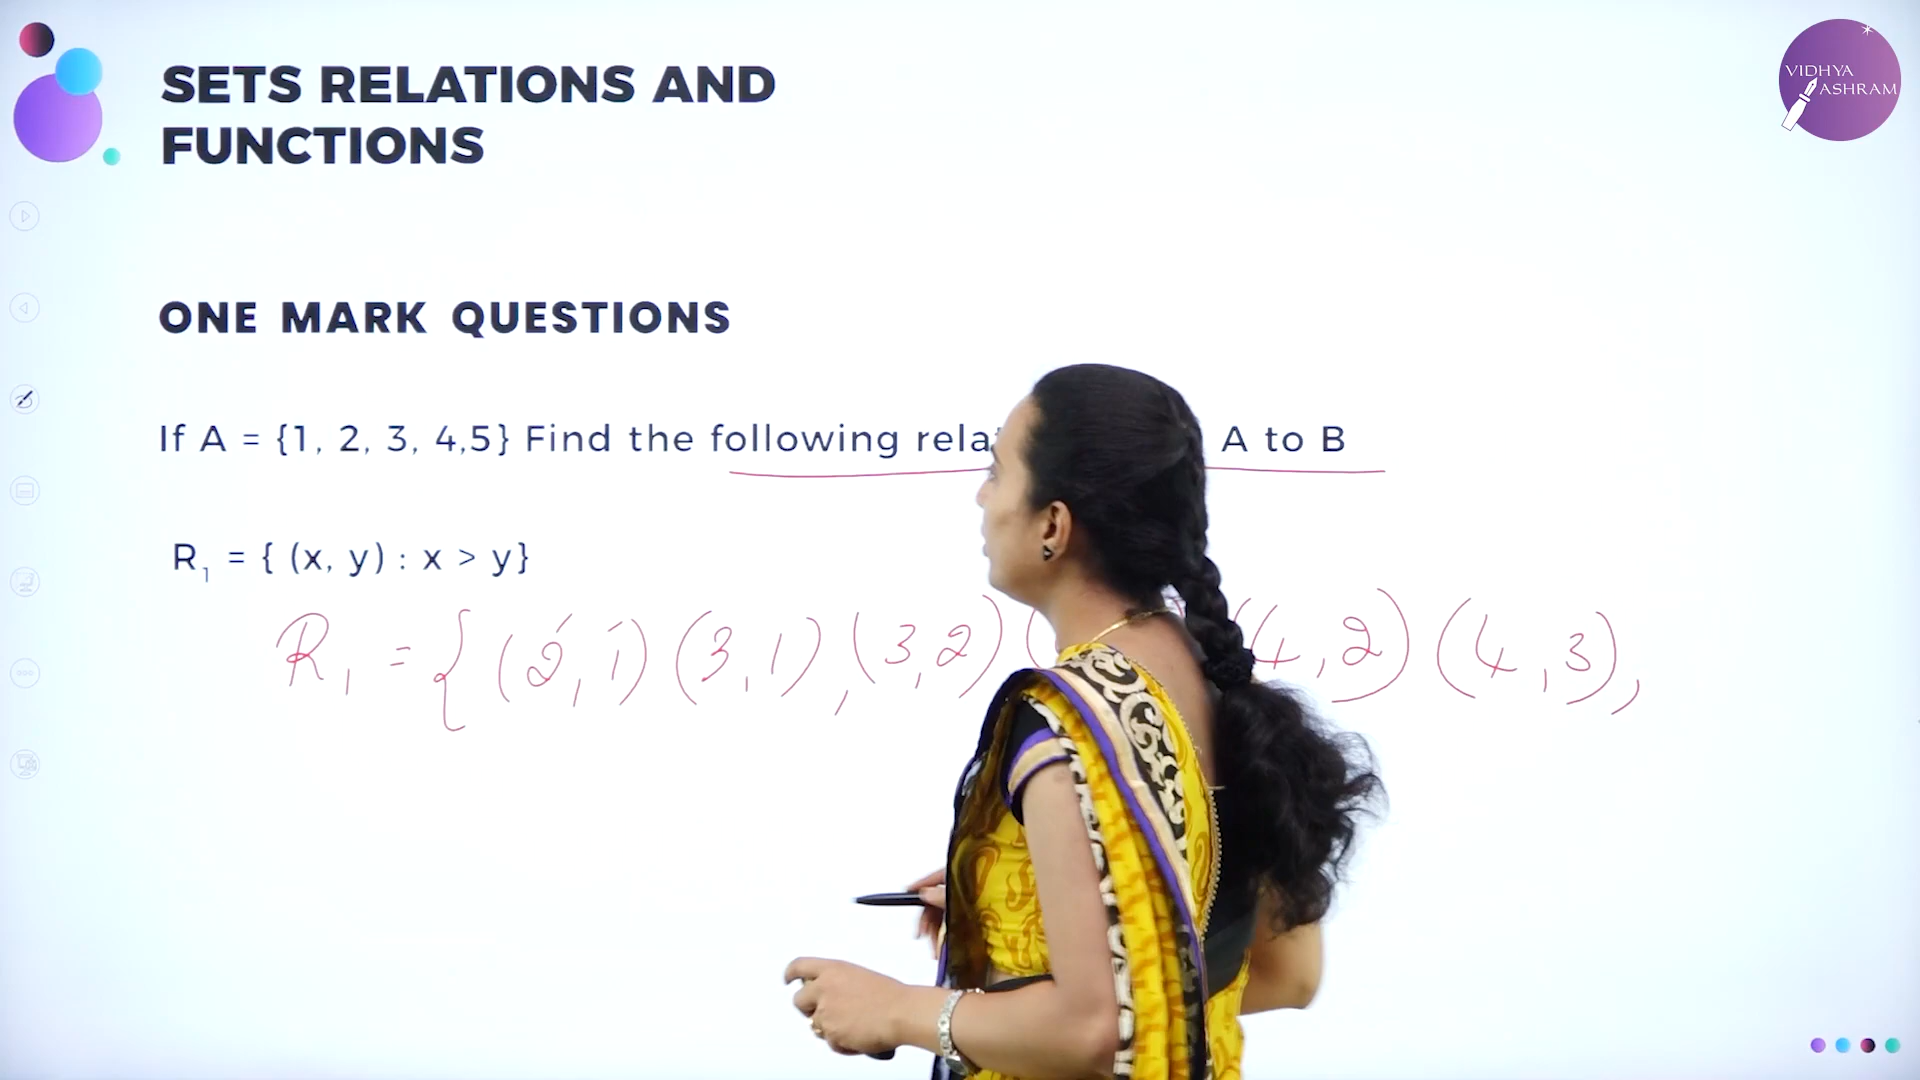 SETS RELATIONS AND
FUNCTIONS
VIDHYA
ASHRAM
ONE MARK QUESTIONS
If A = {1, 2, 3, 4,5} Find the following rela A to B
R₁ = { (x, y) : x > y}
R₁ = {(2,1) (3,1), (3,2) ( (4,2) (4,3),